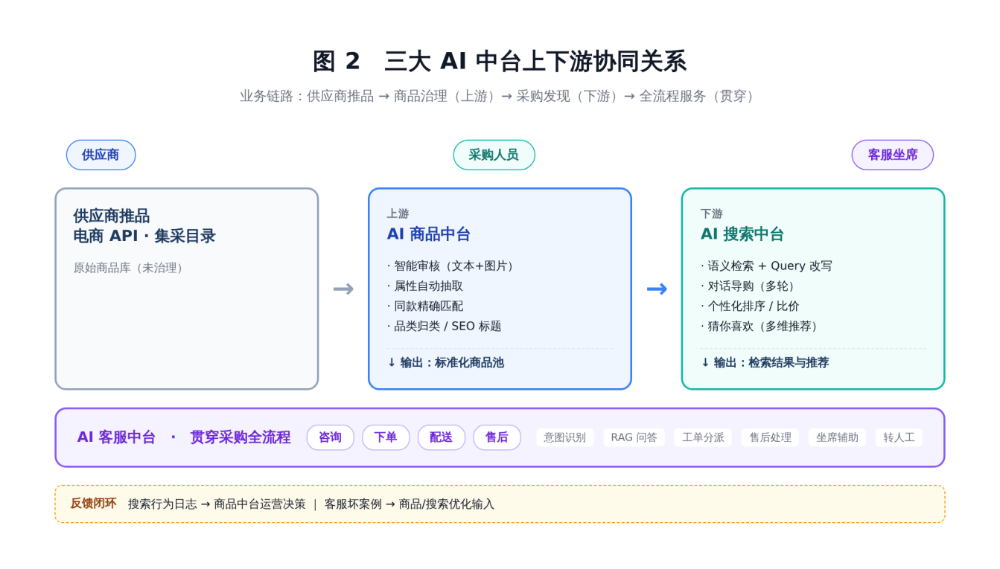 图 2 三大 AI 中台上下游协同关系
业务链路：供应商推品 → 商品治理（上游）→ 采购发现（下游）→ 全流程服务（贯穿）
供应商
采购人员
客服坐席
供应商推品
电商 API · 集采目录
原始商品库（未治理）
→
上游
AI 商品中台
· 智能审核（文本+图片）
· 属性自动抽取
· 同款精确匹配
· 品类归类 / SEO 标题
↓ 输出：标准化商品池
→
下游
AI 搜索中台
· 语义检索 + Query 改写
· 对话导购（多轮）
· 个性化排序 / 比价
· 猜你喜欢（多维推荐）
↓ 输出：检索结果与推荐
AI 客服中台 · 贯穿采购全流程 咨询 下单 配送 售后 意图识别 RAG 问答 工单分派 售后处理 坐席辅助 转人工
反馈闭环 搜索行为日志 → 商品中台运营决策 ｜ 客服坏案例 → 商品/搜索优化输入